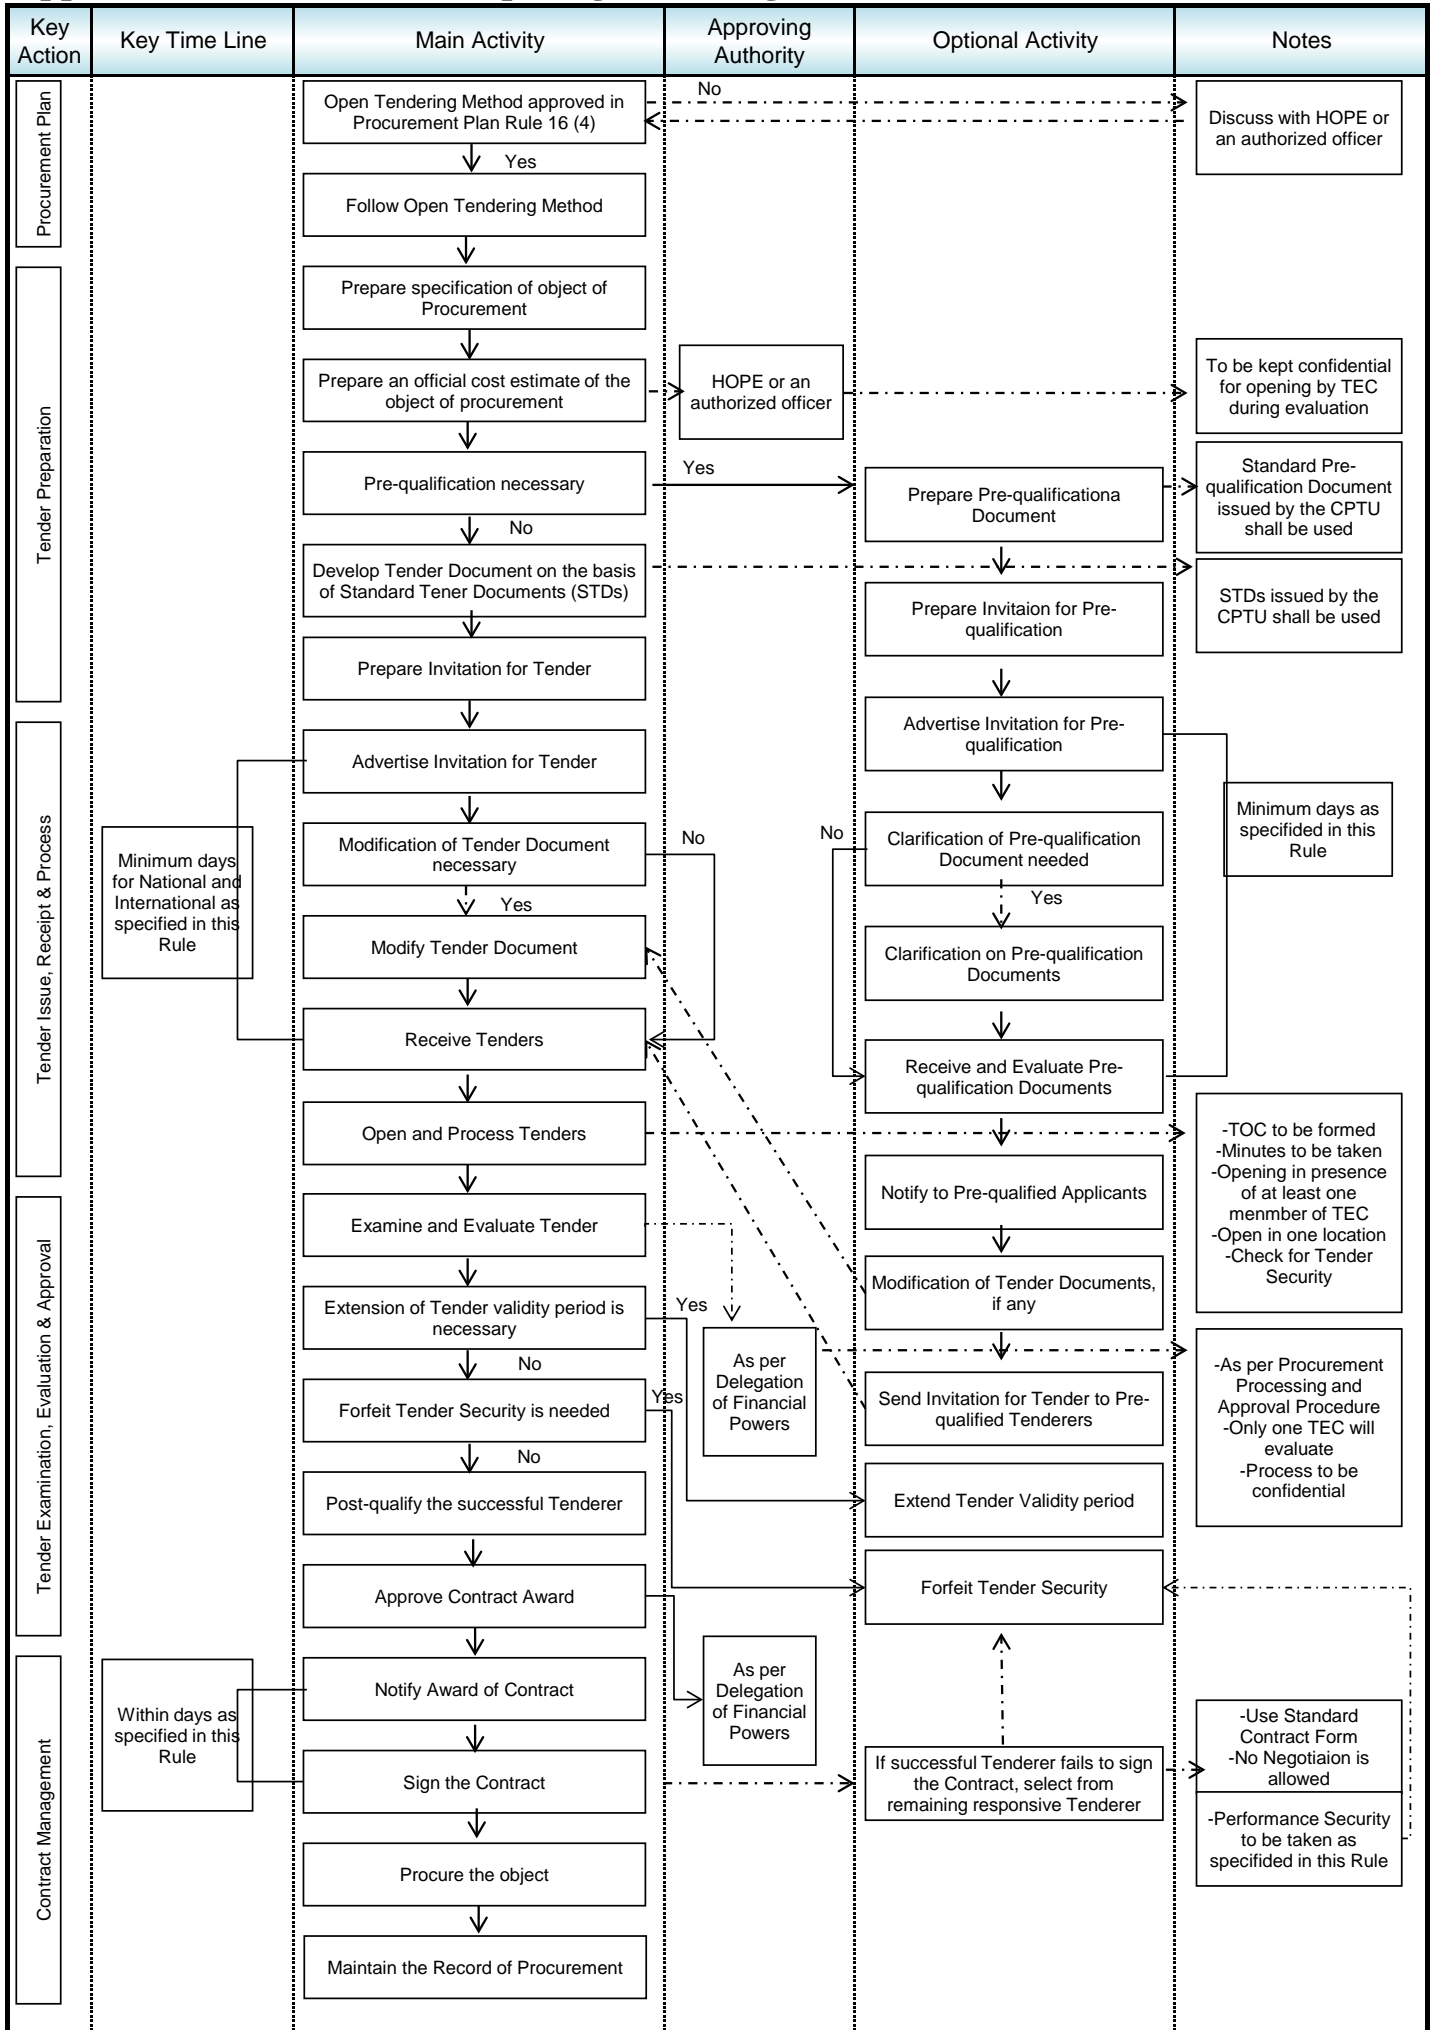 Key
Action
Key Time Line
Main Activity
Approving
Authority
Optional Activity
Notes
Procurement Plan
Open Tendering Method approved in
Procurement Plan Rule 16 (4)
No
Discuss with HOPE or
an authorized officer
Yes
Follow Open Tendering Method
Tender Preparation
Prepare specification of object of
Procurement
Prepare an official cost estimate of the
object of procurement
HOPE or an
authorized officer
To be kept confidential
for opening by TEC
during evaluation
Pre-qualification necessary
Yes
Prepare Pre-qualificationa
Document
Standard Pre-
qualification Document
issued by the CPTU
shall be used
No
Develop Tender Document on the basis
of Standard Tener Documents (STDs)
Prepare Invitaion for Pre-
qualification
STDs issued by the
CPTU shall be used
Prepare Invitation for Tender
Tender Issue, Receipt & Process
Advertise Invitation for Tender
Advertise Invitation for Pre-
qualification
Minimum days
for National and
International as
specified in this
Rule
Modification of Tender Document
necessary
No
No
Clarification of Pre-qualification
Document needed
Minimum days as
specifided in this
Rule
Yes
Yes
Modify Tender Document
Clarification on Pre-qualification
Documents
Receive Tenders
Receive and Evaluate Pre-
qualification Documents
Open and Process Tenders
-TOC to be formed
-Minutes to be taken
-Opening in presence
of at least one
menmber of TEC
-Open in one location
-Check for Tender
Security
Notify to Pre-qualified Applicants
Tender Examination, Evaluation & Approval
Examine and Evaluate Tender
Modification of Tender Documents,
if any
Extension of Tender validity period is
necessary
Yes
As per
Delegation
of Financial
Powers
-As per Procurement
Processing and
Approval Procedure
-Only one TEC will
evaluate
-Process to be
confidential
No
Forfeit Tender Security is needed
Yes
Send Invitation for Tender to Pre-
qualified Tenderers
No
Post-qualify the successful Tenderer
Extend Tender Validity period
Approve Contract Award
Forfeit Tender Security
Contract Management
Within days as
specified in this
Rule
Notify Award of Contract
As per
Delegation
of Financial
Powers
Sign the Contract
If successful Tenderer fails to sign
the Contract, select from
remaining responsive Tenderer
-Use Standard
Contract Form
-No Negotiaion is
allowed
-Performance Security
to be taken as
specifided in this Rule
Procure the object
Maintain the Record of Procurement